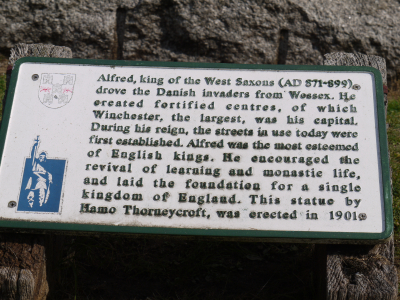 Alfred, king of the West Saxons (AD 871-899),
drove the Danish invaders from Wessex. He
created fortified centres, of which
Winchester, the largest, was his capital.
During his reign, the streets in use today were
first established. Alfred was the most esteemed
of English kings. He encouraged the
revival of learning and monastic life,
and laid the foundation for a single
kingdom of England. This statue by
Hamo Thorneycroft, was erected in 1901.